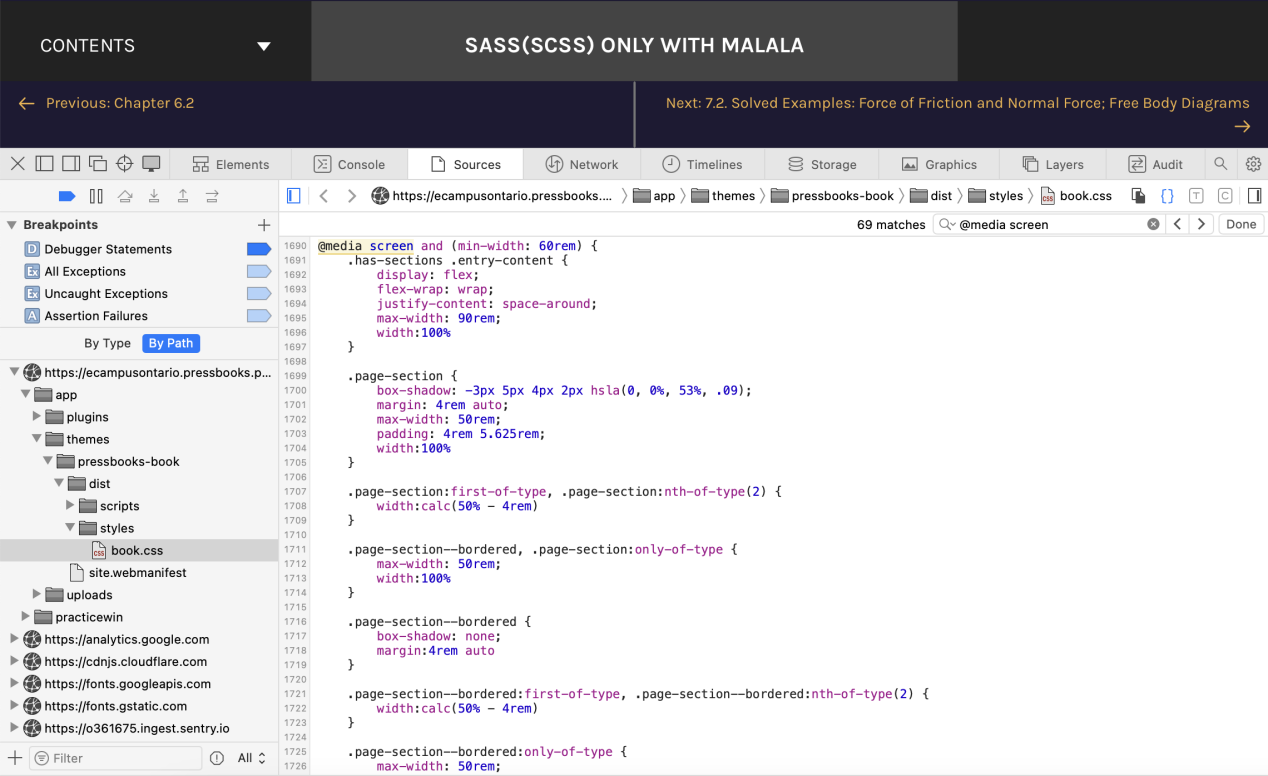 CONTENTS
SASS(SCSS) ONLY WITH MALALA
← Previous: Chapter 6.2
Next: 7.2. Solved Examples: Force of Friction and Normal Force; Free Body Diagrams
→
Elements
Console
Sources
Network
Timelines
Storage
Graphics
Layers
Audit
https://ecampusontario.pressbooks.... 〉 app 〉 themes 〉 pressbooks-book 〉 dist 〉 styles 〉 css book.css
{} T C
Breakpoints +
69 matches
@media screen
Done
D Debugger Statements
Ex All Exceptions
Ex Uncaught Exceptions
A Assertion Failures
By Type By Path
https://ecampusontario.pressbooks.p...
app
plugins
themes
pressbooks-book
dist
scripts
styles
css book.css
site.webmanifest
uploads
practicewin
https://analytics.google.com
https://cdnjs.cloudflare.com
https://fonts.googleapis.com
https://fonts.gstatic.com
https://o361675.ingest.sentry.io
+ Filter All
1690 @media screen and (min-width: 60rem) {
1691 .has-sections .entry-content {
1692 display: flex;
1693 flex-wrap: wrap;
1694 justify-content: space-around;
1695 max-width: 90rem;
1696 width:100%
1697 }
1698
1699 .page-section {
1700 box-shadow: -3px 5px 4px 2px hsla(0, 0%, 53%, .09);
1701 margin: 4rem auto;
1702 max-width: 50rem;
1703 padding: 4rem 5.625rem;
1704 width:100%
1705 }
1706
1707 .page-section:first-of-type, .page-section:nth-of-type(2) {
1708 width:calc(50% - 4rem)
1709 }
1710
1711 .page-section--bordered, .page-section:only-of-type {
1712 max-width: 50rem;
1713 width:100%
1714 }
1715
1716 .page-section--bordered {
1717 box-shadow: none;
1718 margin:4rem auto
1719 }
1720
1721 .page-section--bordered:first-of-type, .page-section--bordered:nth-of-type(2) {
1722 width:calc(50% - 4rem)
1723 }
1724
1725 .page-section--bordered:only-of-type {
1726 max-width: 50rem;